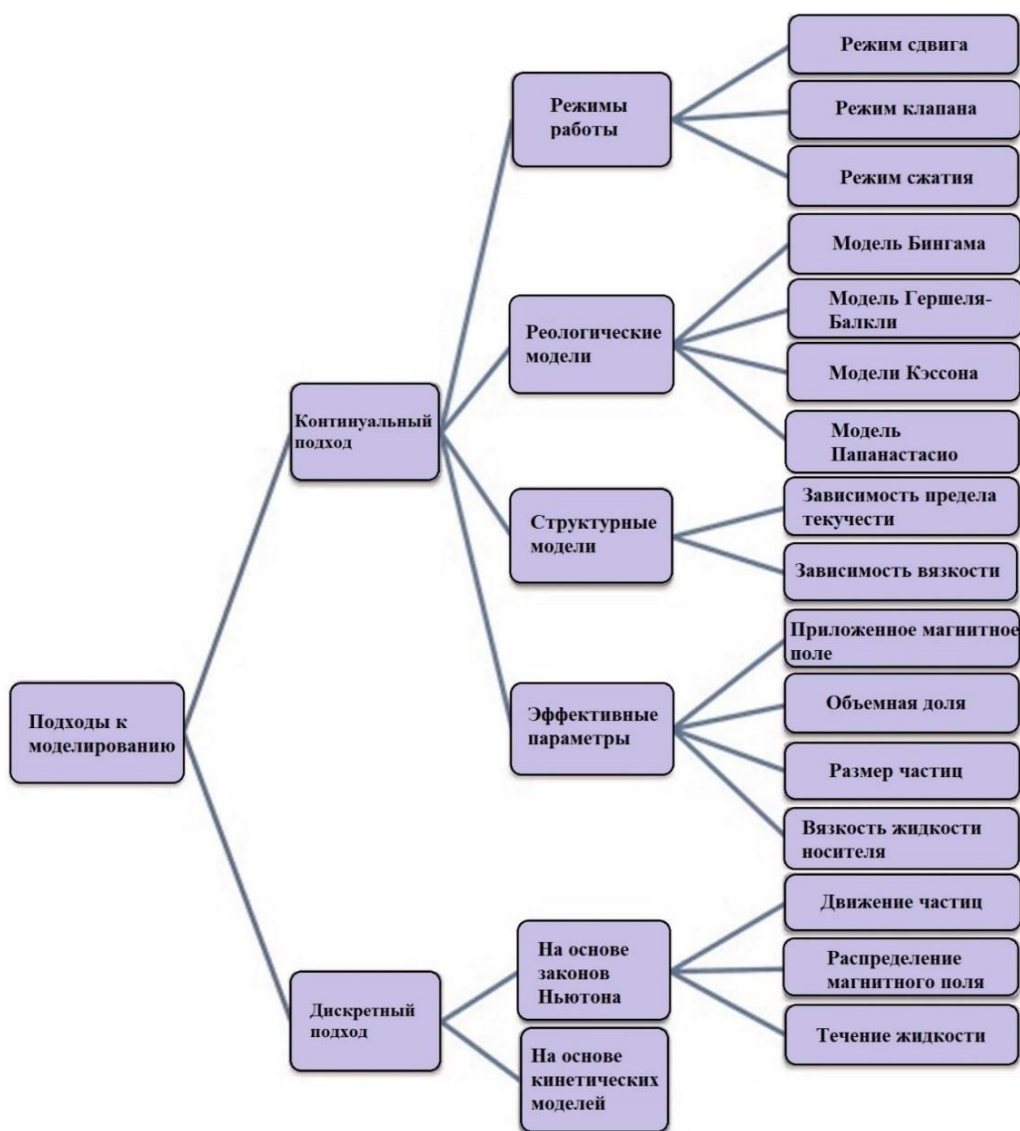 Подходы к
моделированию
Континуальный
подход
Дискретный
подход
Режимы
работы
Реологические
модели
Структурные
модели
Эффективные
параметры
На основе
законов
Ньютона
На основе
кинетических
моделей
Режим сдвига
Режим клапана
Режим сжатия
Модель Бингама
Модель Гершеля-
Балкли
Модели Кэссона
Модель
Папанастасио
Зависимость предела
текучести
Зависимость вязкости
Приложенное магнитное
поле
Объемная доля
Размер частиц
Вязкость жидкости
носителя
Движение частиц
Распределение
магнитного поля
Течение жидкости